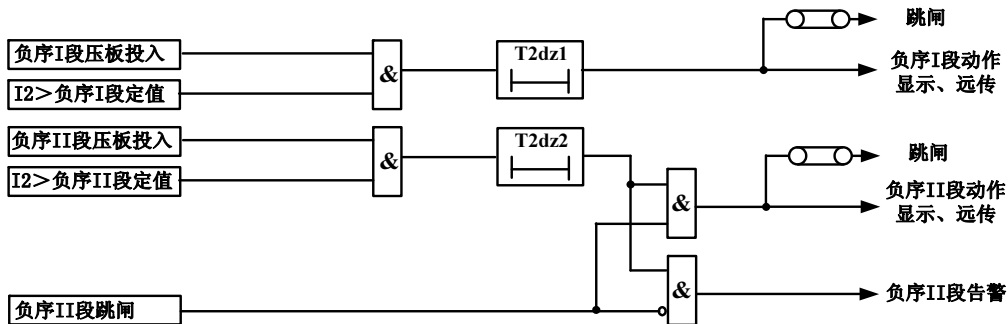 负序I段压板投入
I2＞负序I段定值
&
T2dz1
跳闸
负序I段动作
显示、远传
负序II段压板投入
I2＞负序II段定值
&
T2dz2
跳闸
负序II段动作
显示、远传
&
负序II段跳闸
&
负序II段告警